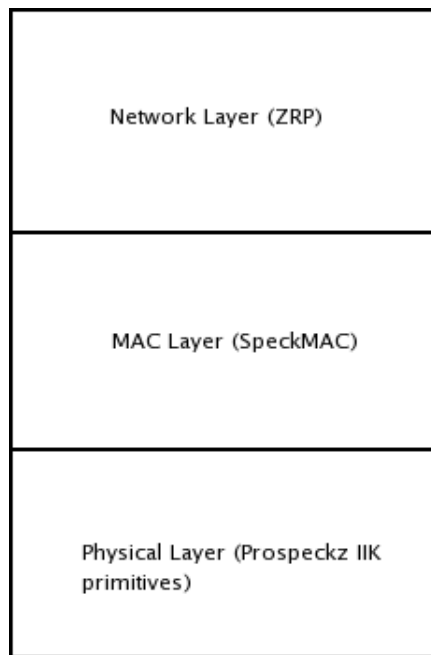 Network Layer (ZRP)
MAC Layer (SpeckMAC)
Physical Layer (Prospeckz IIK
primitives)